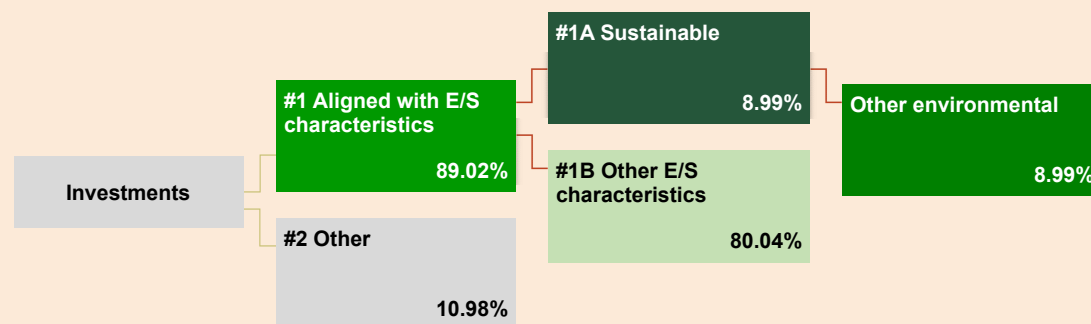 Investments
#1 Aligned with E/S
characteristics
89.02%
#2 Other
10.98%
#1A Sustainable
8.99%
#1B Other E/S
characteristics
80.04%
Other environmental
8.99%